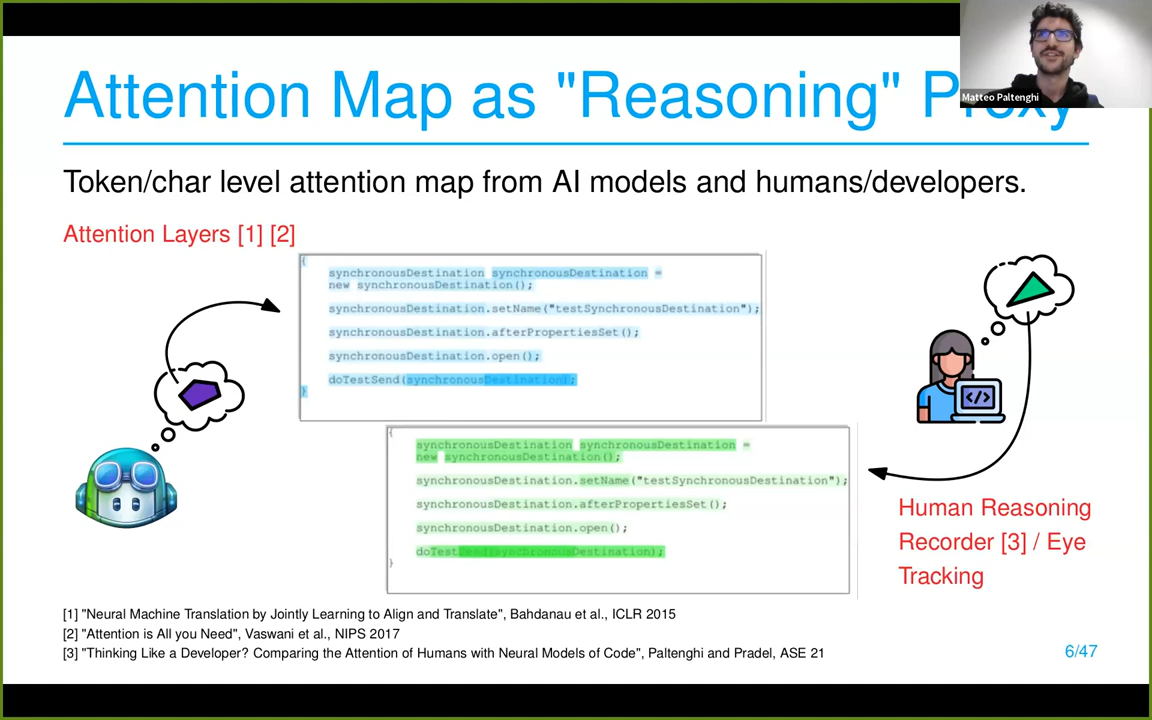 Attention Map as "Reasoning" Proxy
Matteo Paltenghi
Token/char level attention map from AI models and humans/developers.
Attention Layers [1] [2]
{
synchronousDestination synchronousDestination =
new synchronousDestination();
synchronousDestination.setName("testSynchronousDestination");
synchronousDestination.afterPropertiesSet();
synchronousDestination.open();
doTestSend(synchronousDestination);
}
{
synchronousDestination synchronousDestination =
new synchronousDestination();
synchronousDestination.setName("testSynchronousDestination");
synchronousDestination.afterPropertiesSet();
synchronousDestination.open();
doTestSend(synchronousDestination);
}
</>
Human Reasoning
Recorder [3] / Eye
Tracking
[1] "Neural Machine Translation by Jointly Learning to Align and Translate", Bahdanau et al., ICLR 2015
[2] "Attention is All you Need", Vaswani et al., NIPS 2017
[3] "Thinking Like a Developer? Comparing the Attention of Humans with Neural Models of Code", Paltenghi and Pradel, ASE 21
6/47